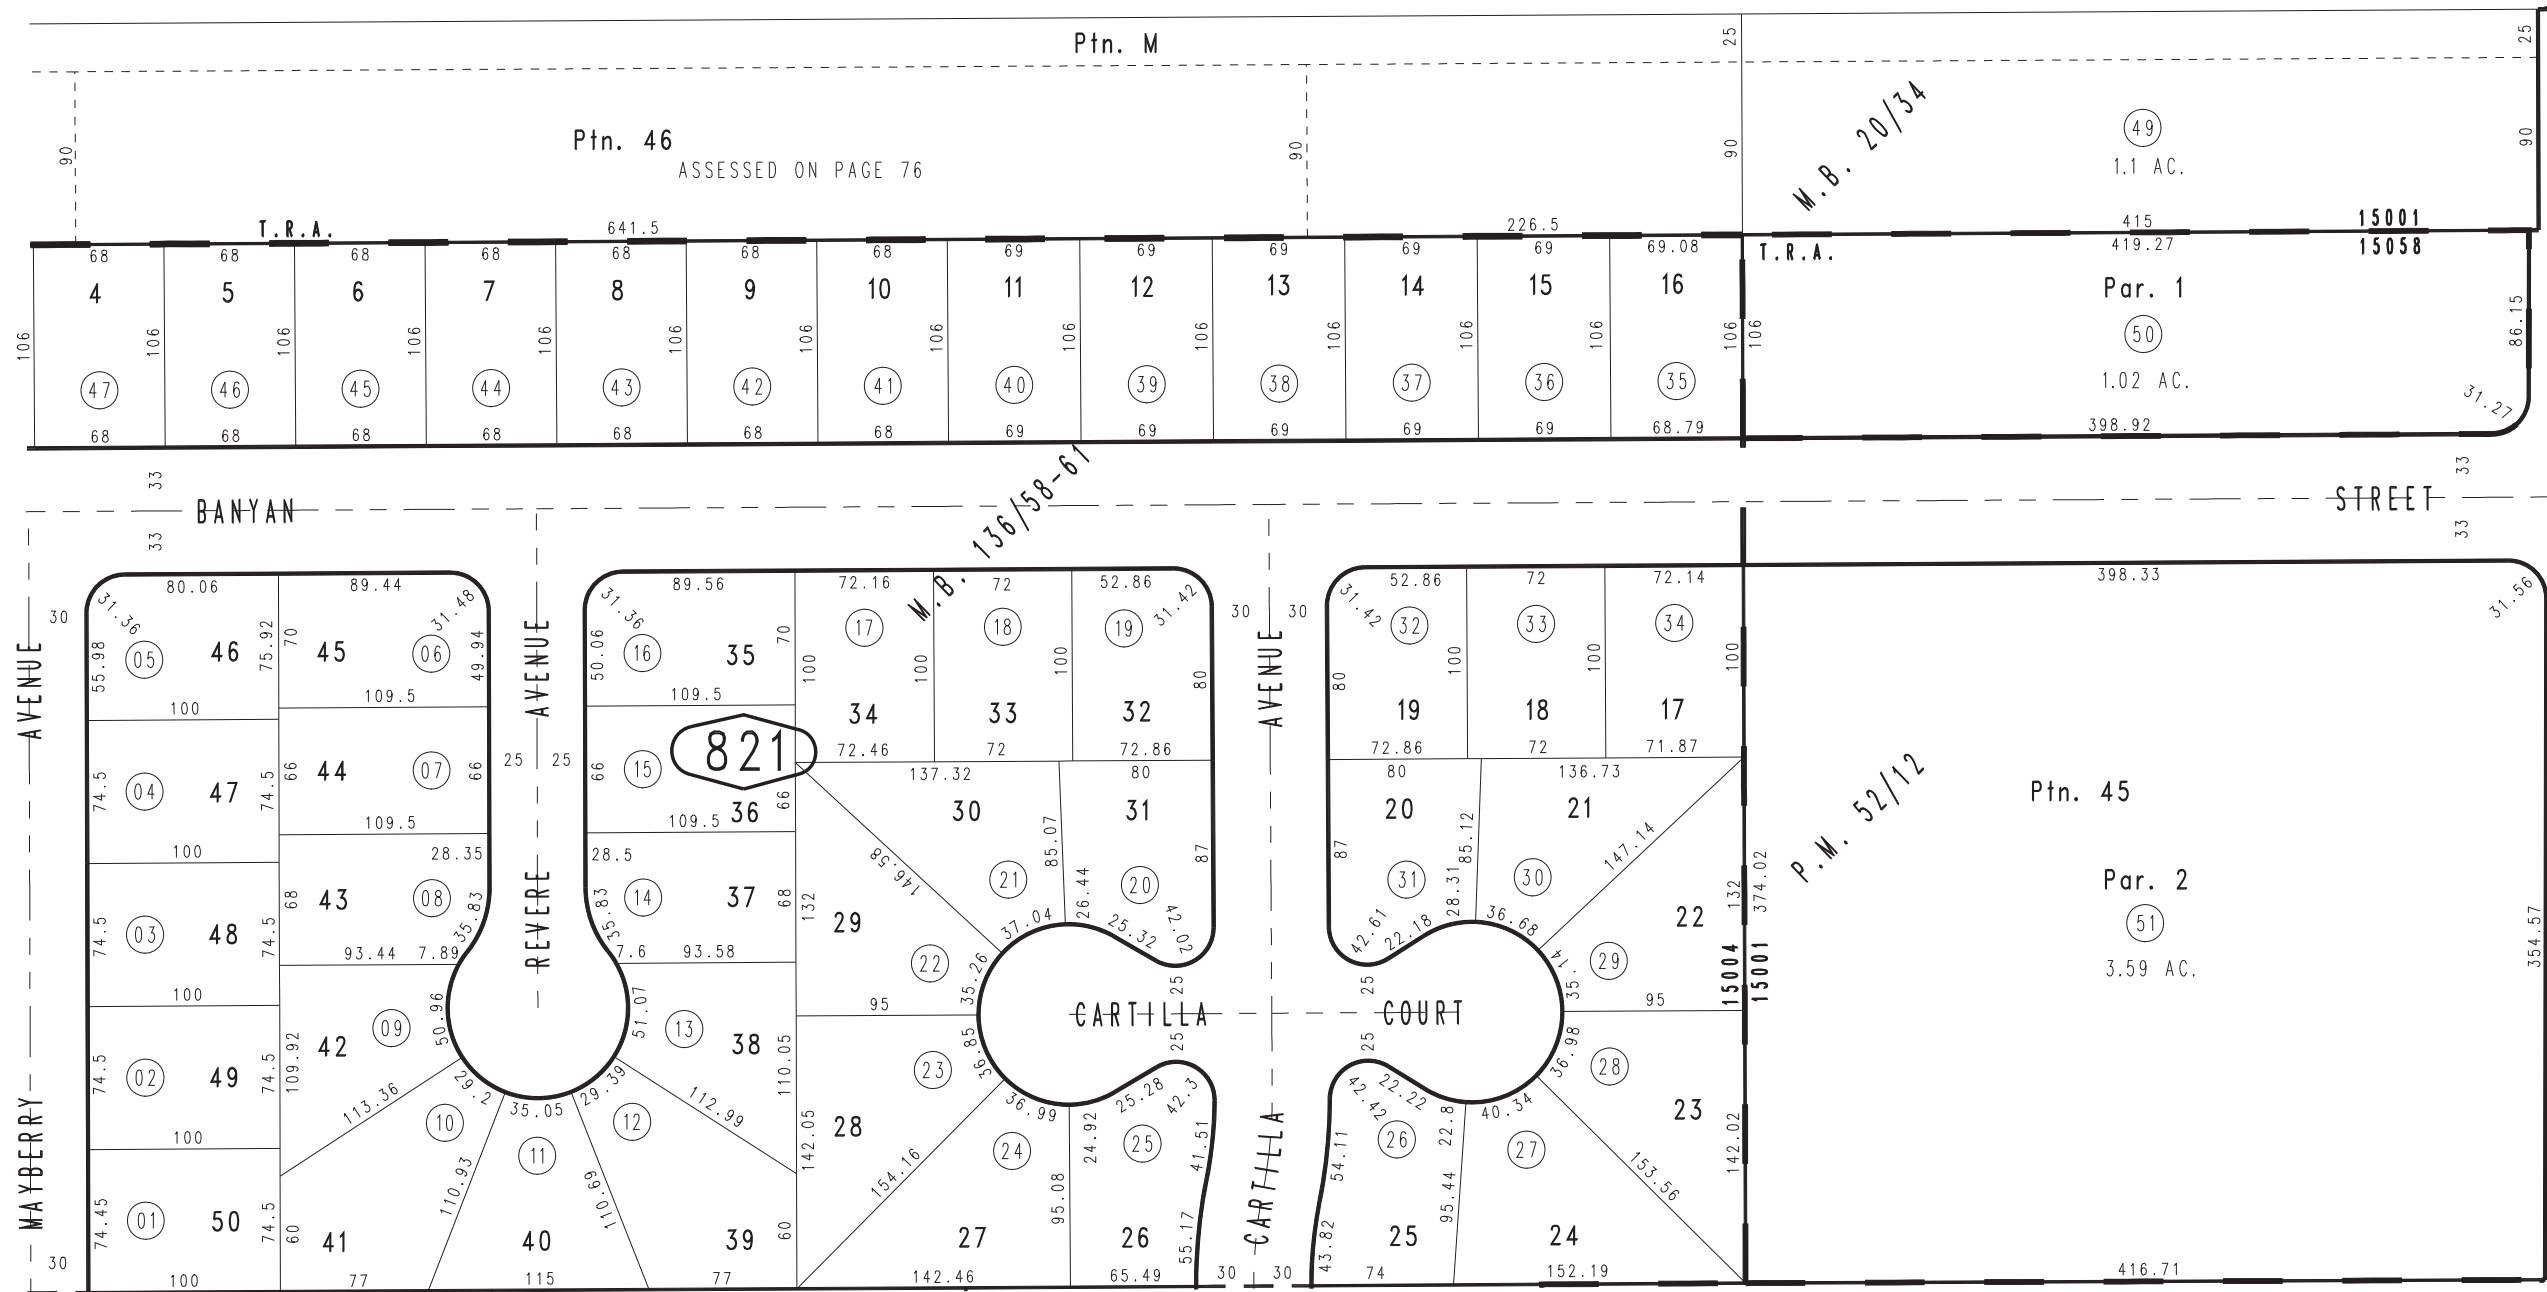 Ptn. M
25
25
Ptn. 46
ASSESSED ON PAGE 76
90
90
90
M.B. 20/34
49
1.1 AC.
90
T.R.A.
641.5
226.5
415
15001
68 68 68 68 68 68 68 69 69 69 69 69 69.08
T.R.A.
419.27
15058
4 5 6 7 8 9 10 11 12 13 14 15 16
Par. 1
106 106 106 106 106 106 106 106 106 106 106 106 106 106 106
50
86.15
47 46 45 44 43 42 41 40 39 38 37 36 35
1.02 AC.
31.27
68 68 68 68 68 68 68 69 69 69 69 69 68.79
398.92
33
33
M.B. 136/58-61
BANYAN
STREET
33
33
80.06 89.44 89.56 72.16 72 52.86 52.86 72 72.14 398.33
31.36 31.48 31.36 31.42 31.42 31.56
30 30 30
55.98 05 46 75.92 70 45 06 49.94
50.06 16 35 70 17 18 19 32 33 34
100 100 100 80 80 100 100 100
109.5 109.5
100
34 33 32 19 18 17
72.46 72 72.86 72.86 72 71.87
AVENUE
AVENUE
AVENUE
821
74.5 04 47 74.5 66 44 07 66 25 25 66 15 36 66
137.32 80 80 136.73
109.5 109.5
30 31 20 21
P.M. 52/12
Ptn. 45
100
28.35 28.5
146.58 85.07 87 87 85.12 147.14
74.5 03 48 74.5 68 43 08 35.83
35.83 14 37 68 132 29
21 26.44 20 31 28.31 30
22 132 374.02
Par. 2
51
3.59 AC.
354.57
REVERE
93.44 7.89 7.6 93.58
37.04 25.32 42.02 42.61 22.18 36.68
22 35.26 35.14 29
15004
15001
100
95 25 25 95
CARTILLA COURT
50.96 51.07
109.92 42 09 13 38 110.05
36.85 25 25 36.98
74.5 02 49 74.5
23 28
113.36 29.2 35.05 29.39 112.99
36.99 25.28 42.3 42.42 22.22 40.34
10 11 12
28 142.05 24 24.92 25 41.51 54.11 26 22.8 27 23 142.02
100
MAYBERRY
110.93 110.69
154.16 95.08 55.17 43.82 95.44 153.56
CARTILLA
74.45 01 50 74.5 60 41 40 39 60
27 26 25 24
30
100 77 115 77 142.46 65.49 30 30 74 152.19 416.71